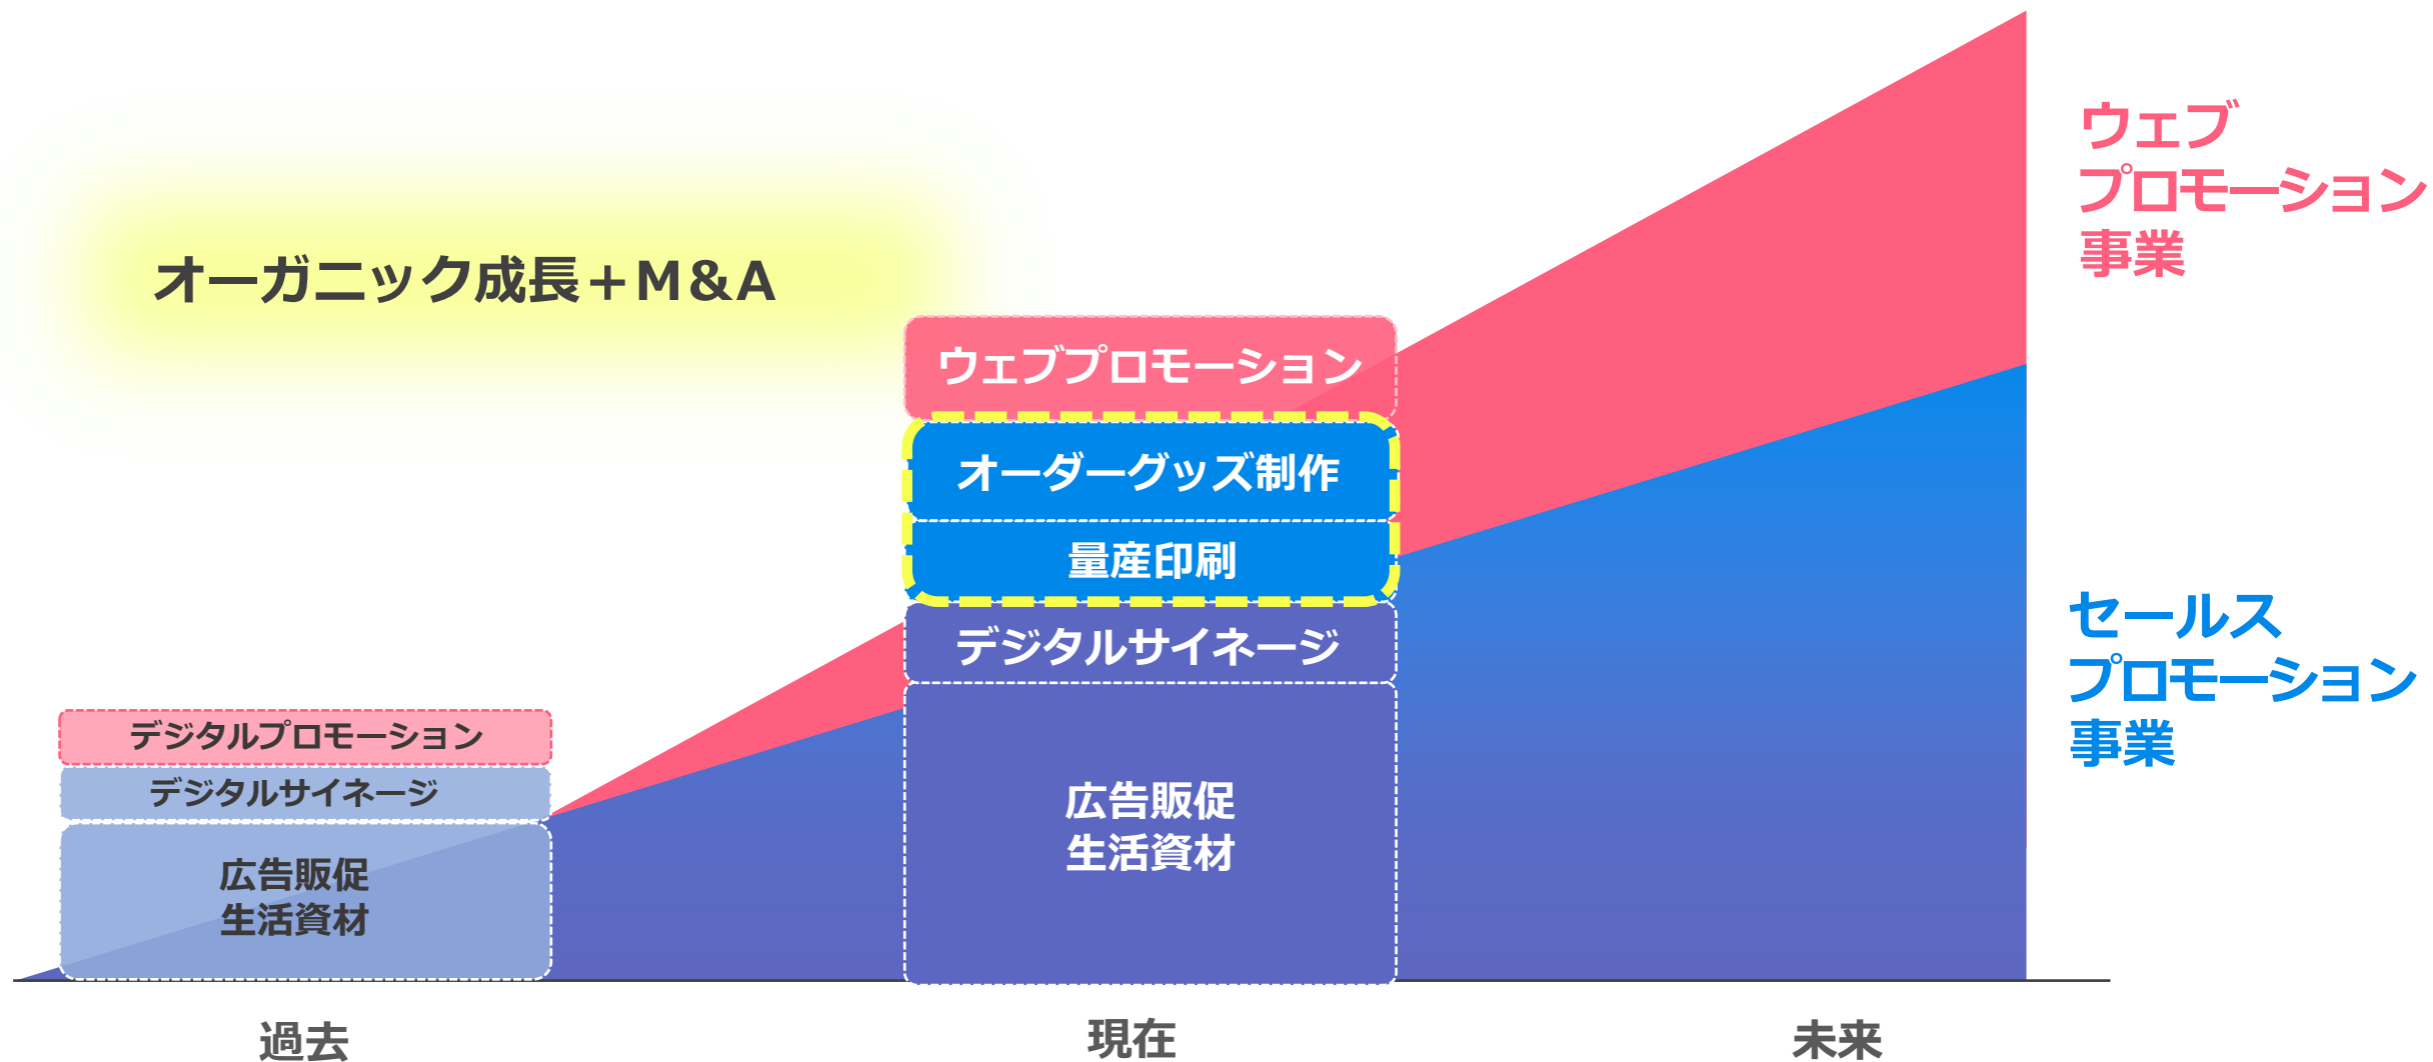 オーガニック成長+M&A
デジタルプロモーション
デジタルサイネージ
広告販促
生活資材
ウェブプロモーション
オーダーグッズ制作
量産印刷
デジタルサイネージ
広告販促
生活資材
ウェブ
プロモーション
事業
セールス
プロモーション
事業
過去
現在
未来